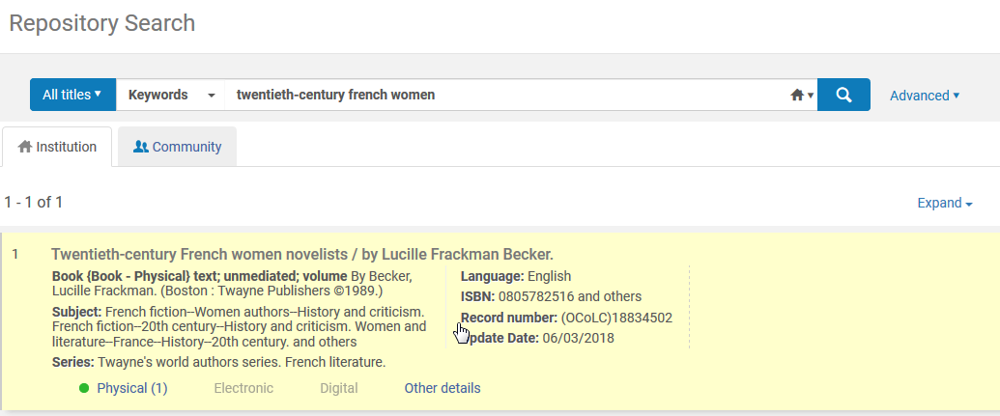 Repository Search
All titles Keywords twentieth-century french women Advanced
Institution Community
1 - 1 of 1 Expand
1 Twentieth-century French women novelists / by Lucille Frackman Becker.
Book {Book - Physical} text; unmediated; volume By Becker,
Lucille Frackman. (Boston : Twayne Publishers ©1989.)
Subject: French fiction--Women authors--History and criticism.
French fiction--20th century--History and criticism. Women and
literature--France--History--20th century. and others
Series: Twayne's world authors series. French literature.
Language: English
ISBN: 0805782516 and others
Record number: (OCoLC)18834502
Update Date: 06/03/2018
Physical (1) Electronic Digital Other details